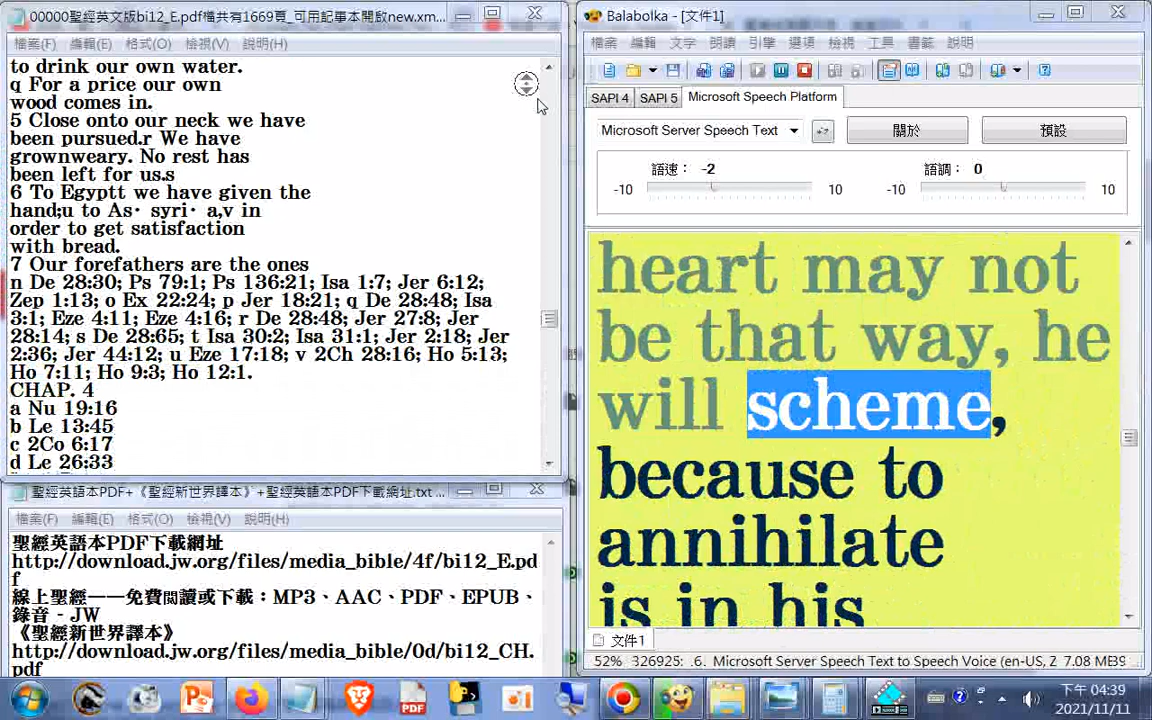 00000聖經英文版bi12_E.pdf檔共有1669頁_可用記事本開啟new.xm...
檔案(F) 編輯(E) 格式(O) 檢視(V) 說明(H)
to drink our own water.
q For a price our own
wood comes in.
5 Close onto our neck we have
been pursued.r We have
grownweary. No rest has
been left for us.s
6 To Egyptt we have given the
hand;u to As· syri· a,v in
order to get satisfaction
with bread.
7 Our forefathers are the ones
n De 28:30; Ps 79:1; Ps 136:21; Isa 1:7; Jer 6:12;
Zep 1:13; o Ex 22:24; p Jer 18:21; q De 28:48; Isa
3:1; Eze 4:11; Eze 4:16; r De 28:48; Jer 27:8; Jer
28:14; s De 28:65; t Isa 30:2; Isa 31:1; Jer 2:18; Jer
2:36; Jer 44:12; u Eze 17:18; v 2Ch 28:16; Ho 5:13;
Ho 7:11; Ho 9:3; Ho 12:1.
CHAP. 4
a Nu 19:16
b Le 13:45
c 2Co 6:17
d Le 26:33
聖經英語本PDF+《聖經新世界譯本》+聖經英語本PDF下載網址.txt ...
檔案(F) 編輯(E) 格式(O) 檢視(V) 說明(H)
聖經英語本PDF下載網址
http://download.jw.org/files/media_bible/4f/bi12_E.pd
f
線上聖經——免費閱讀或下載：MP3、AAC、PDF、EPUB、
錄音 - JW
《聖經新世界譯本》
http://download.jw.org/files/media_bible/0d/bi12_CH.
pdf
Balabolka - [文件1]
檔案 編輯 文字 朗讀 引擎 選項 檢視 工具 書籤 說明
SAPI 4 SAPI 5 Microsoft Speech Platform
Microsoft Server Speech Text 關於 預設
語速： -2 語調： 0
-10 10 -10 10
heart may not
be that way, he
will scheme,
because to
annihilate
is in his
文件1
52% 326925: .6. Microsoft Server Speech Text to Speech Voice (en-US, Z 7.08 MB39
下午 04:39
2021/11/11